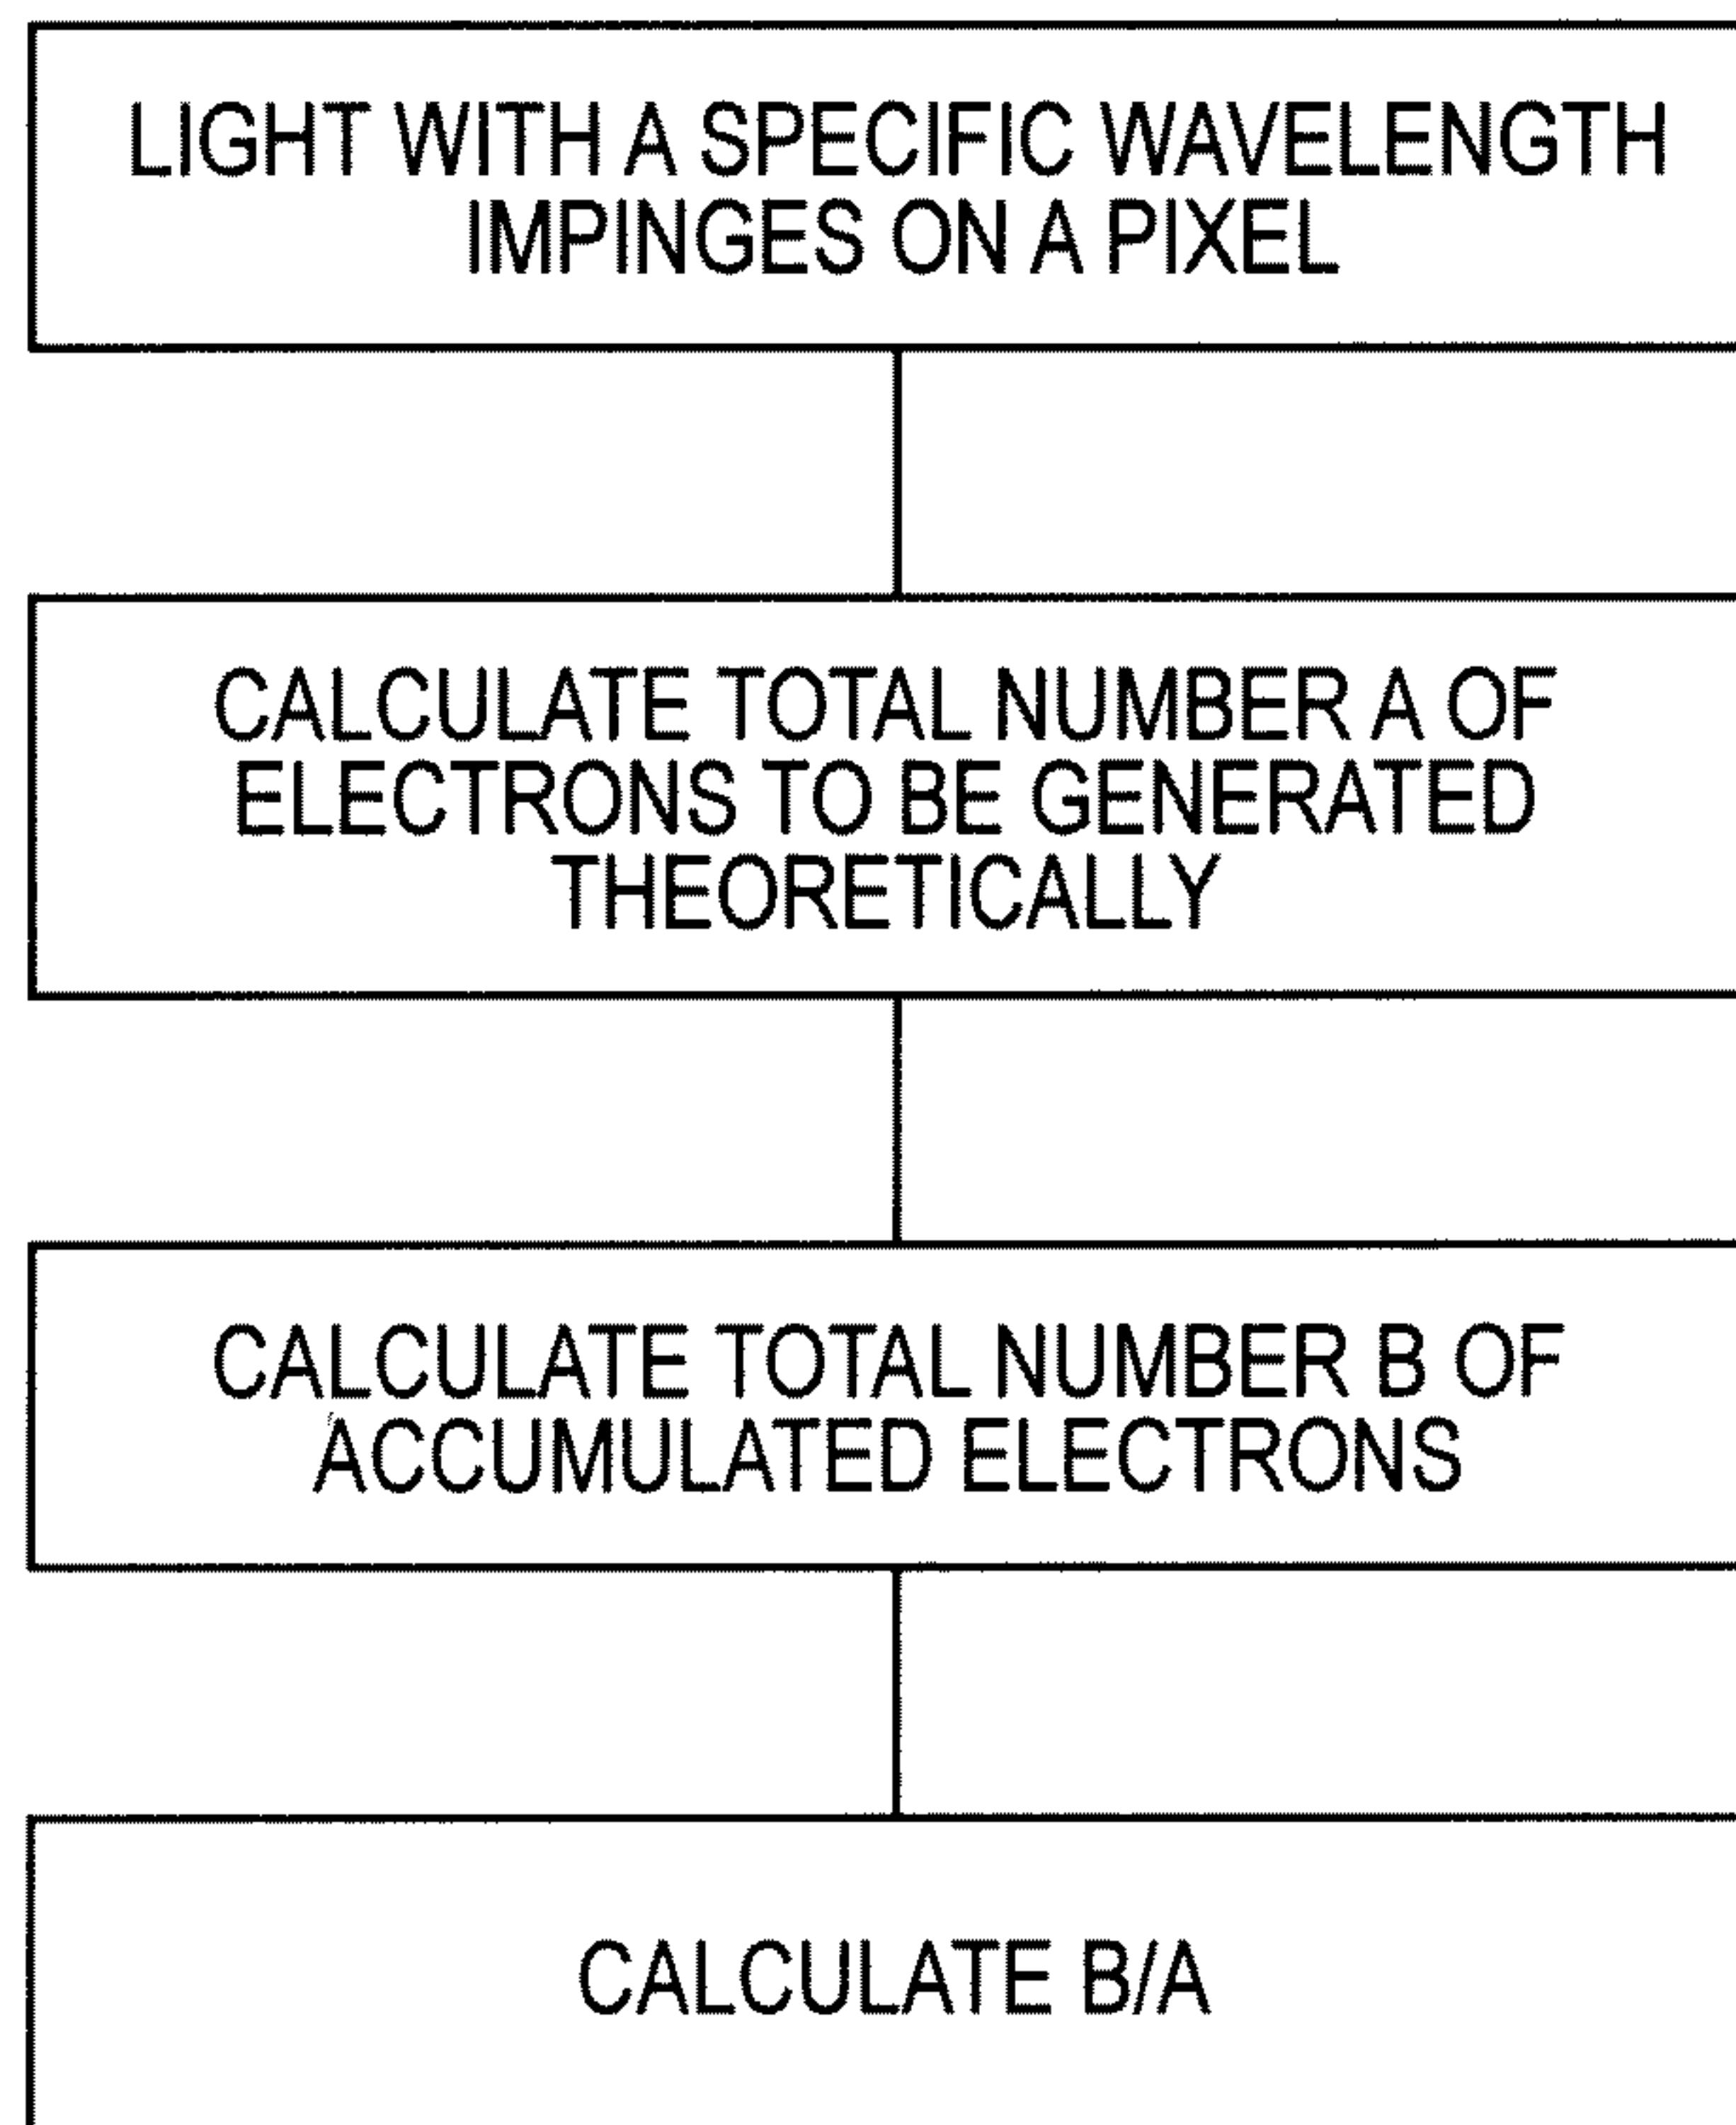 LIGHT WITH A SPECIFIC WAVELENGTH
IMPINGES ON A PIXEL
CALCULATE TOTAL NUMBER A OF
ELECTRONS TO BE GENERATED
THEORETICALLY
CALCULATE TOTAL NUMBER B OF
ACCUMULATED ELECTRONS
CALCULATE B/A